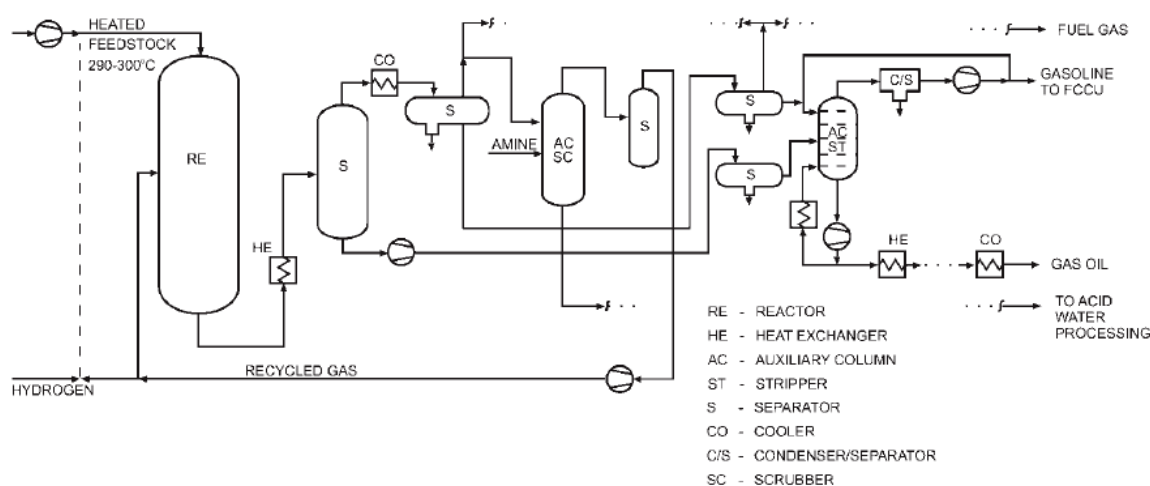 HEATED
FEEDSTOCK
290-300°C
RE
HE
S
CO
S
AMINE
AC
SC
S
S
S
C/S
AC
ST
HE
CO
FUEL GAS
GASOLINE
TO FCCU
GAS OIL
TO ACID
WATER
PROCESSING
HYDROGEN
RECYCLED GAS
RE - REACTOR
HE - HEAT EXCHANGER
AC - AUXILIARY COLUMN
ST - STRIPPER
S - SEPARATOR
CO - COOLER
C/S - CONDENSER/SEPARATOR
SC - SCRUBBER